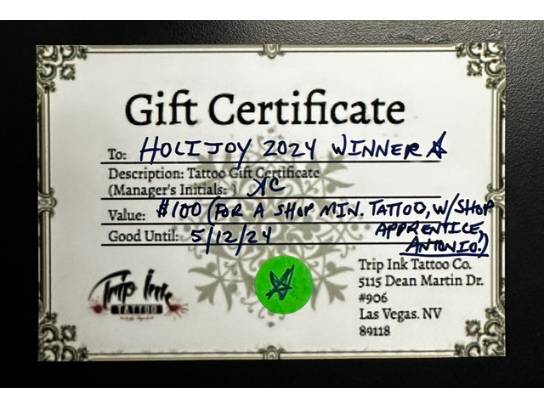 Gift Certificate
To: HOLIJOY 2024 WINNER
Description: Tattoo Gift Certificate
(Manager's Initials: ) KC
Value: $100 (FOR A SHOP MIN. TATTOO, W/SHOP
APPRENTICE,
Good Until: 5/12/24
ANTONIO.)
Trip Ink
TATTOO
Trip Ink Tattoo Co.
5115 Dean Martin Dr.
#906
Las Vegas. NV
89118